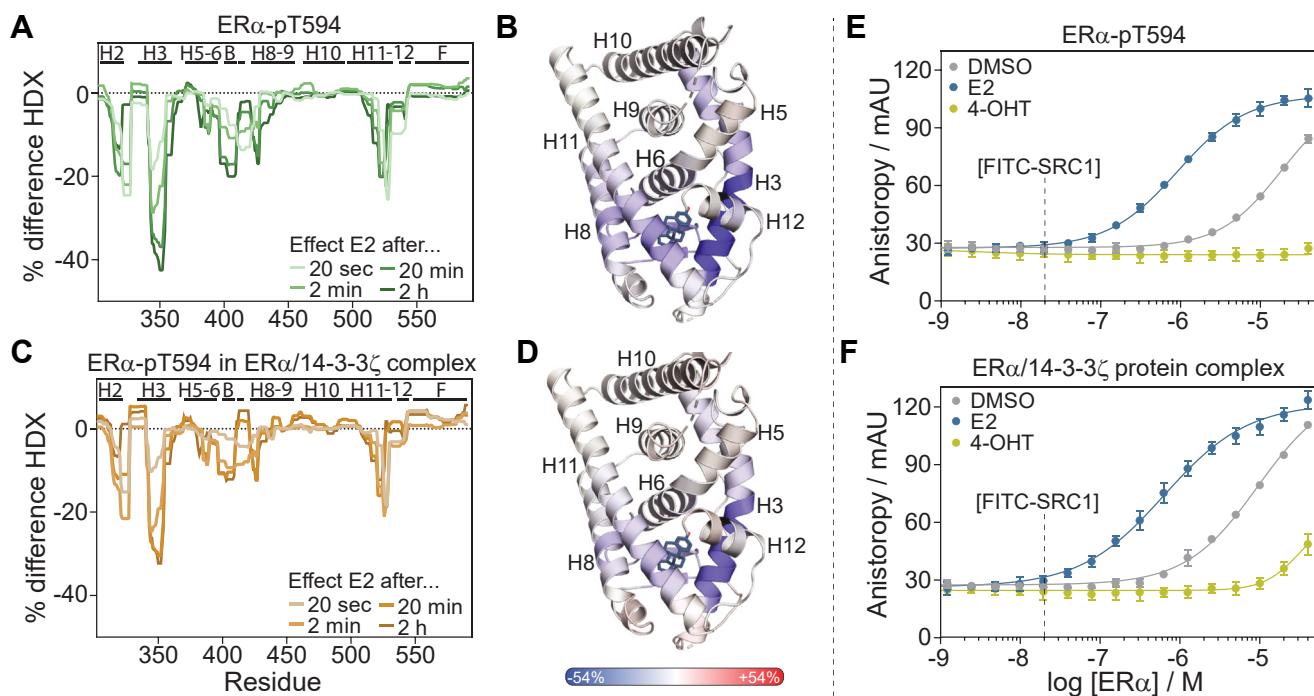 A
ERα-pT594
H2 H3 H5-6 B H8-9 H10 H11-12 F
% difference HDX
0
-20
-40
Effect E2 after...
20 sec 20 min
2 min 2 h
350 400 450 500 550
B
H10
H9
H5
H11
H6
H3
H8
H12
C
ERα-pT594 in ERα/14-3-3ζ complex
H2 H3 H5-6 B H8-9 H10 H11-12 F
% difference HDX
0
-20
-40
Effect E2 after...
20 sec 20 min
2 min 2 h
350 400 450 500 550
Residue
D
H10
H9
H5
H11
H6
H3
H8
H12
-54% +54%
E
ERα-pT594
Anistoropy / mAU
120
90
60
30
0
DMSO
E2
4-OHT
[FITC-SRC1]
-9 -8 -7 -6 -5
F
ERα/14-3-3ζ protein complex
Anistoropy / mAU
120
90
60
30
0
DMSO
E2
4-OHT
[FITC-SRC1]
-9 -8 -7 -6 -5
log [ERα] / M